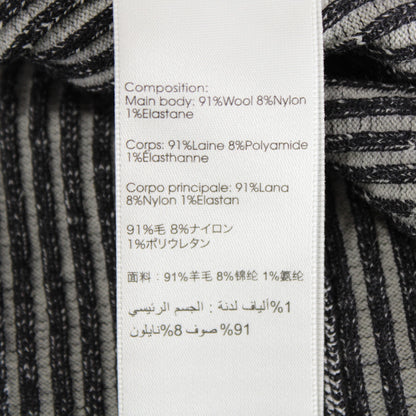 Composition:
Main body: 91%Wool 8%Nylon
1%Elastane
Corps: 91%Laine 8%Polyamide
1%Élasthanne
Corpo principale: 91%Lana
8%Nylon 1%Elastan
91%毛 8%ナイロン
1%ポリウレタン
面料：91%羊毛 8%锦纶 1%氨纶
1%ألياف لدنة : الجسم الرئيسي
91% صوف 8%نايلون